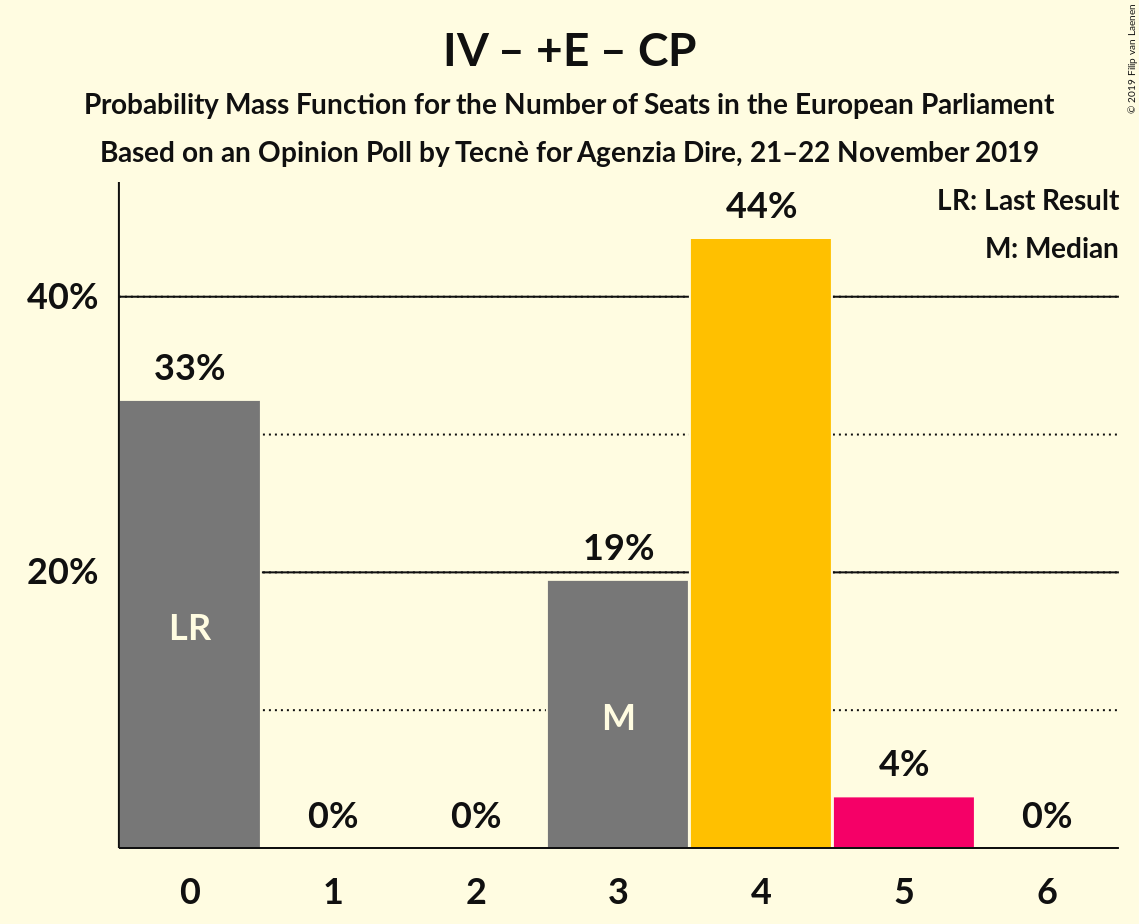 IV – +E – CP
Probability Mass Function for the Number of Seats in the European Parliament
Based on an Opinion Poll by Tecnè for Agenzia Dire, 21–22 November 2019
© 2019 Filip van Laenen
LR: Last Result
M: Median
44%
40%
33%
19%
20%
LR
M
4%
0%
0%
0%
0 1 2 3 4 5 6